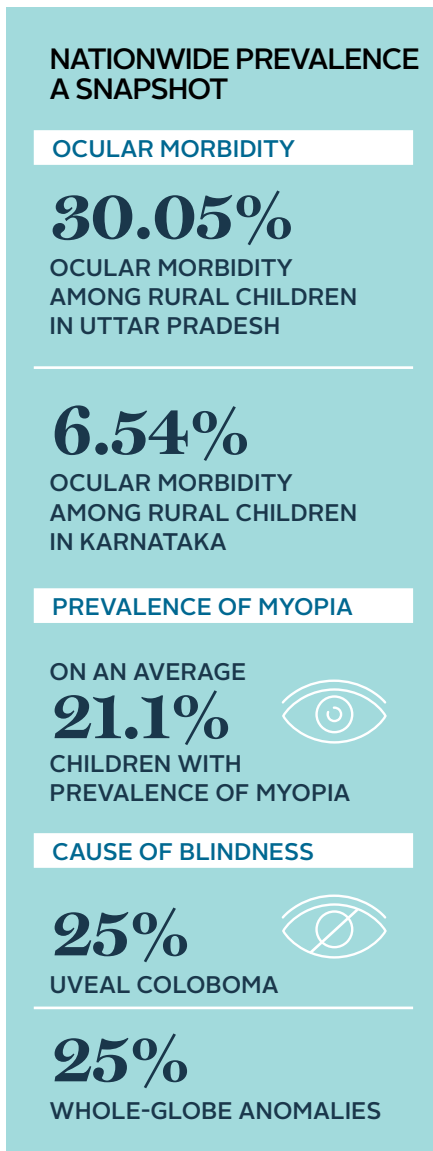 NATIONWIDE PREVALENCE
A SNAPSHOT
OCULAR MORBIDITY
30.05%
OCULAR MORBIDITY
AMONG RURAL CHILDREN
IN UTTAR PRADESH
6.54%
OCULAR MORBIDITY
AMONG RURAL CHILDREN
IN KARNATAKA
PREVALENCE OF MYOPIA
ON AN AVERAGE
21.1%
CHILDREN WITH
PREVALENCE OF MYOPIA
CAUSE OF BLINDNESS
25%
UVEAL COLOBOMA
25%
WHOLE-GLOBE ANOMALIES